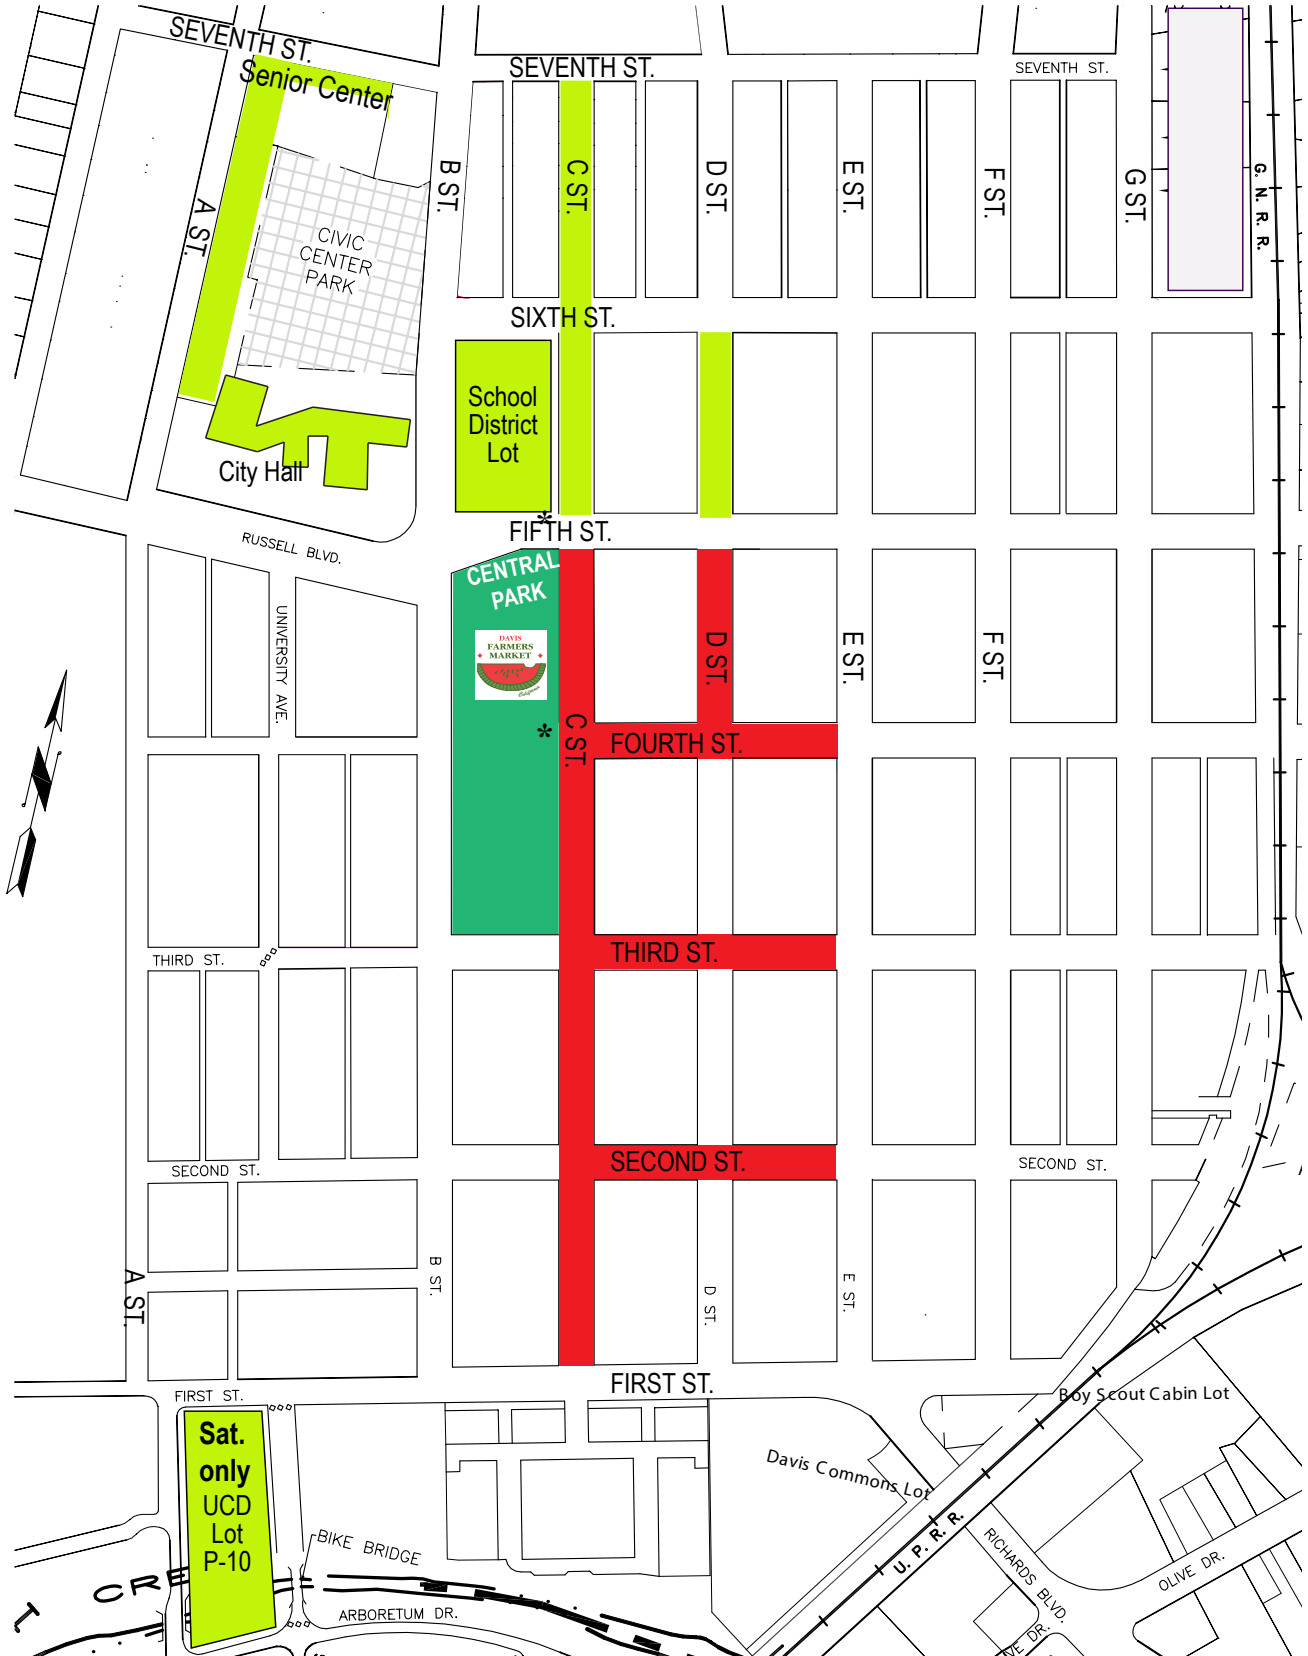 SEVENTH ST.
Senior Center
SEVENTH ST.
SEVENTH ST.
B ST.
C ST.
D ST.
E ST.
F ST.
G ST.
G. N. R. R.
A ST.
CIVIC
CENTER
PARK
SIXTH ST.
School
District
Lot
City Hall
*
FIFTH ST.
RUSSELL BLVD.
CENTRAL
PARK
UNIVERSITY AVE.
DAVIS
FARMERS
MARKET
California
D ST.
E ST.
F ST.
*
C ST.
FOURTH ST.
THIRD ST.
THIRD ST.
SECOND ST.
SECOND ST.
SECOND ST.
A ST.
B ST.
D ST.
E ST.
FIRST ST.
FIRST ST.
Boy Scout Cabin Lot
Sat.
only
UCD
Lot
P-10
Davis Commons Lot
U. P. R. R.
RICHARDS BLVD.
OLIVE DR.
BIKE BRIDGE
CRE
ARBORETUM DR.
VE DR.